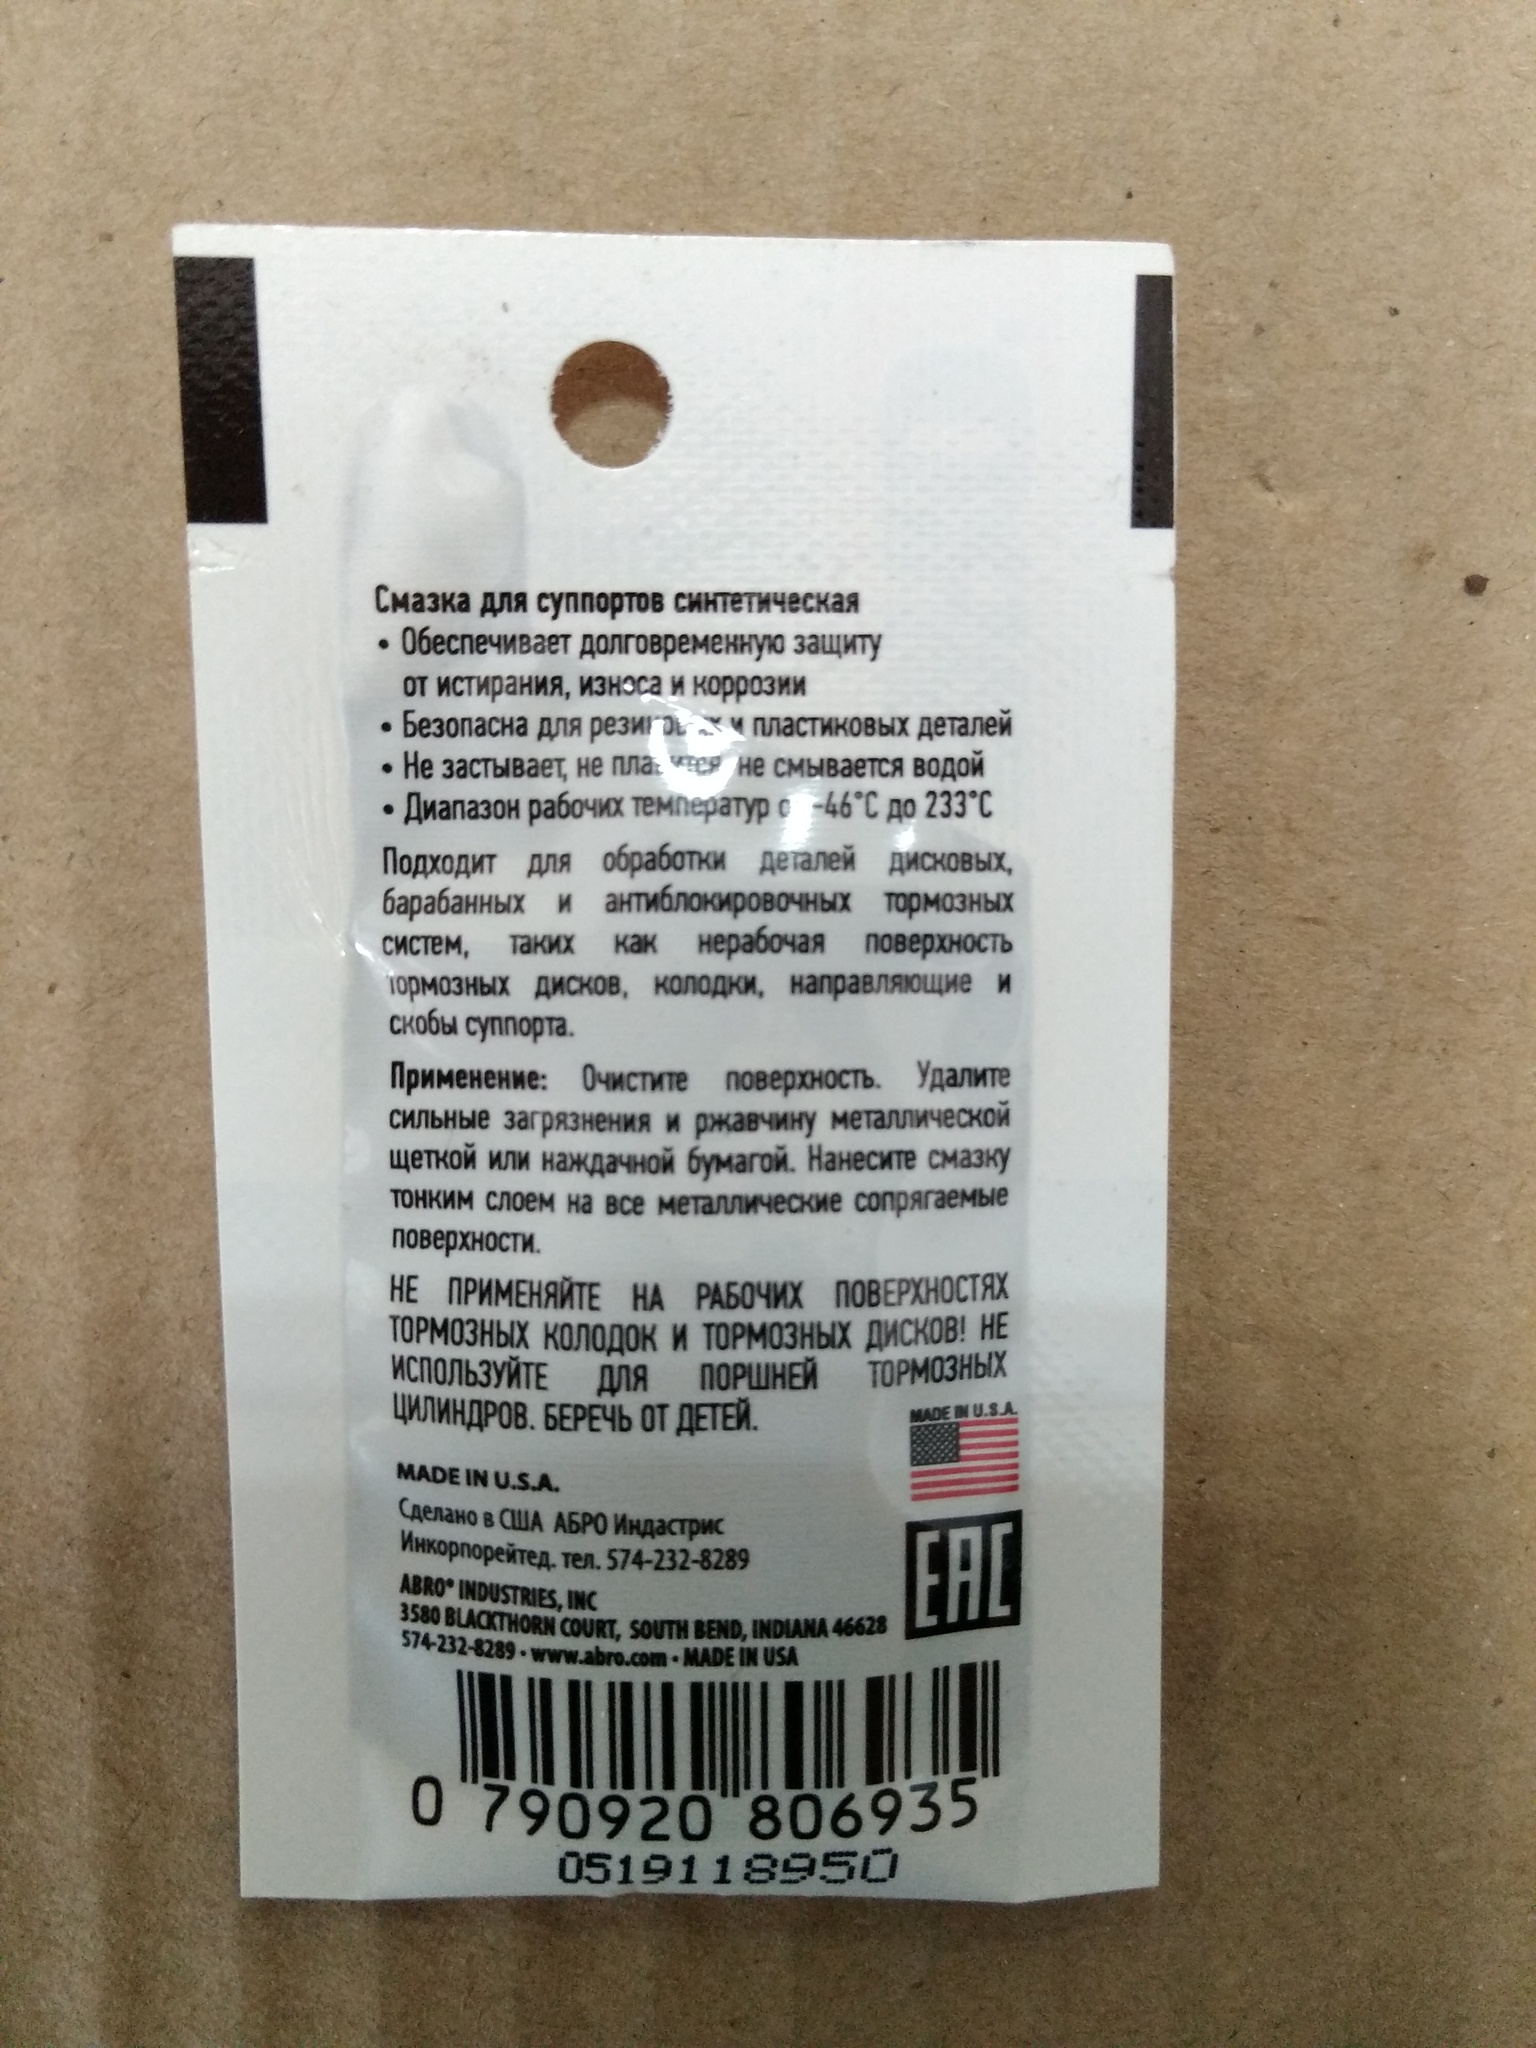 Смазка для суппортов синтетическая
• Обеспечивает долговременную защиту
от истирания, износа и коррозии
• Безопасна для резиновых и пластиковых деталей
• Не застывает, не плавится, не смывается водой
• Диапазон рабочих температур от -46°С до 233°С
Подходит для обработки деталей дисковых,
барабанных и антиблокировочных тормозных
систем, таких как нерабочая поверхность
тормозных дисков, колодки, направляющие и
скобы суппорта.
Применение: Очистите поверхность. Удалите
сильные загрязнения и ржавчину металлической
щеткой или наждачной бумагой. Нанесите смазку
тонким слоем на все металлические сопрягаемые
поверхности.
НЕ ПРИМЕНЯЙТЕ НА РАБОЧИХ ПОВЕРХНОСТЯХ
ТОРМОЗНЫХ КОЛОДОК И ТОРМОЗНЫХ ДИСКОВ! НЕ
ИСПОЛЬЗУЙТЕ ДЛЯ ПОРШНЕЙ ТОРМОЗНЫХ
ЦИЛИНДРОВ. БЕРЕЧЬ ОТ ДЕТЕЙ.
MADE IN U.S.A.
MADE IN U.S.A.
Сделано в США АБРО Индастрис
Инкорпорейтед. тел. 574-232-8289
EAC
ABRO® INDUSTRIES, INC
3580 BLACKTHORN COURT, SOUTH BEND, INDIANA 46628
574-232-8289 • www.abro.com • MADE IN USA
0 790920 806935
0519118950